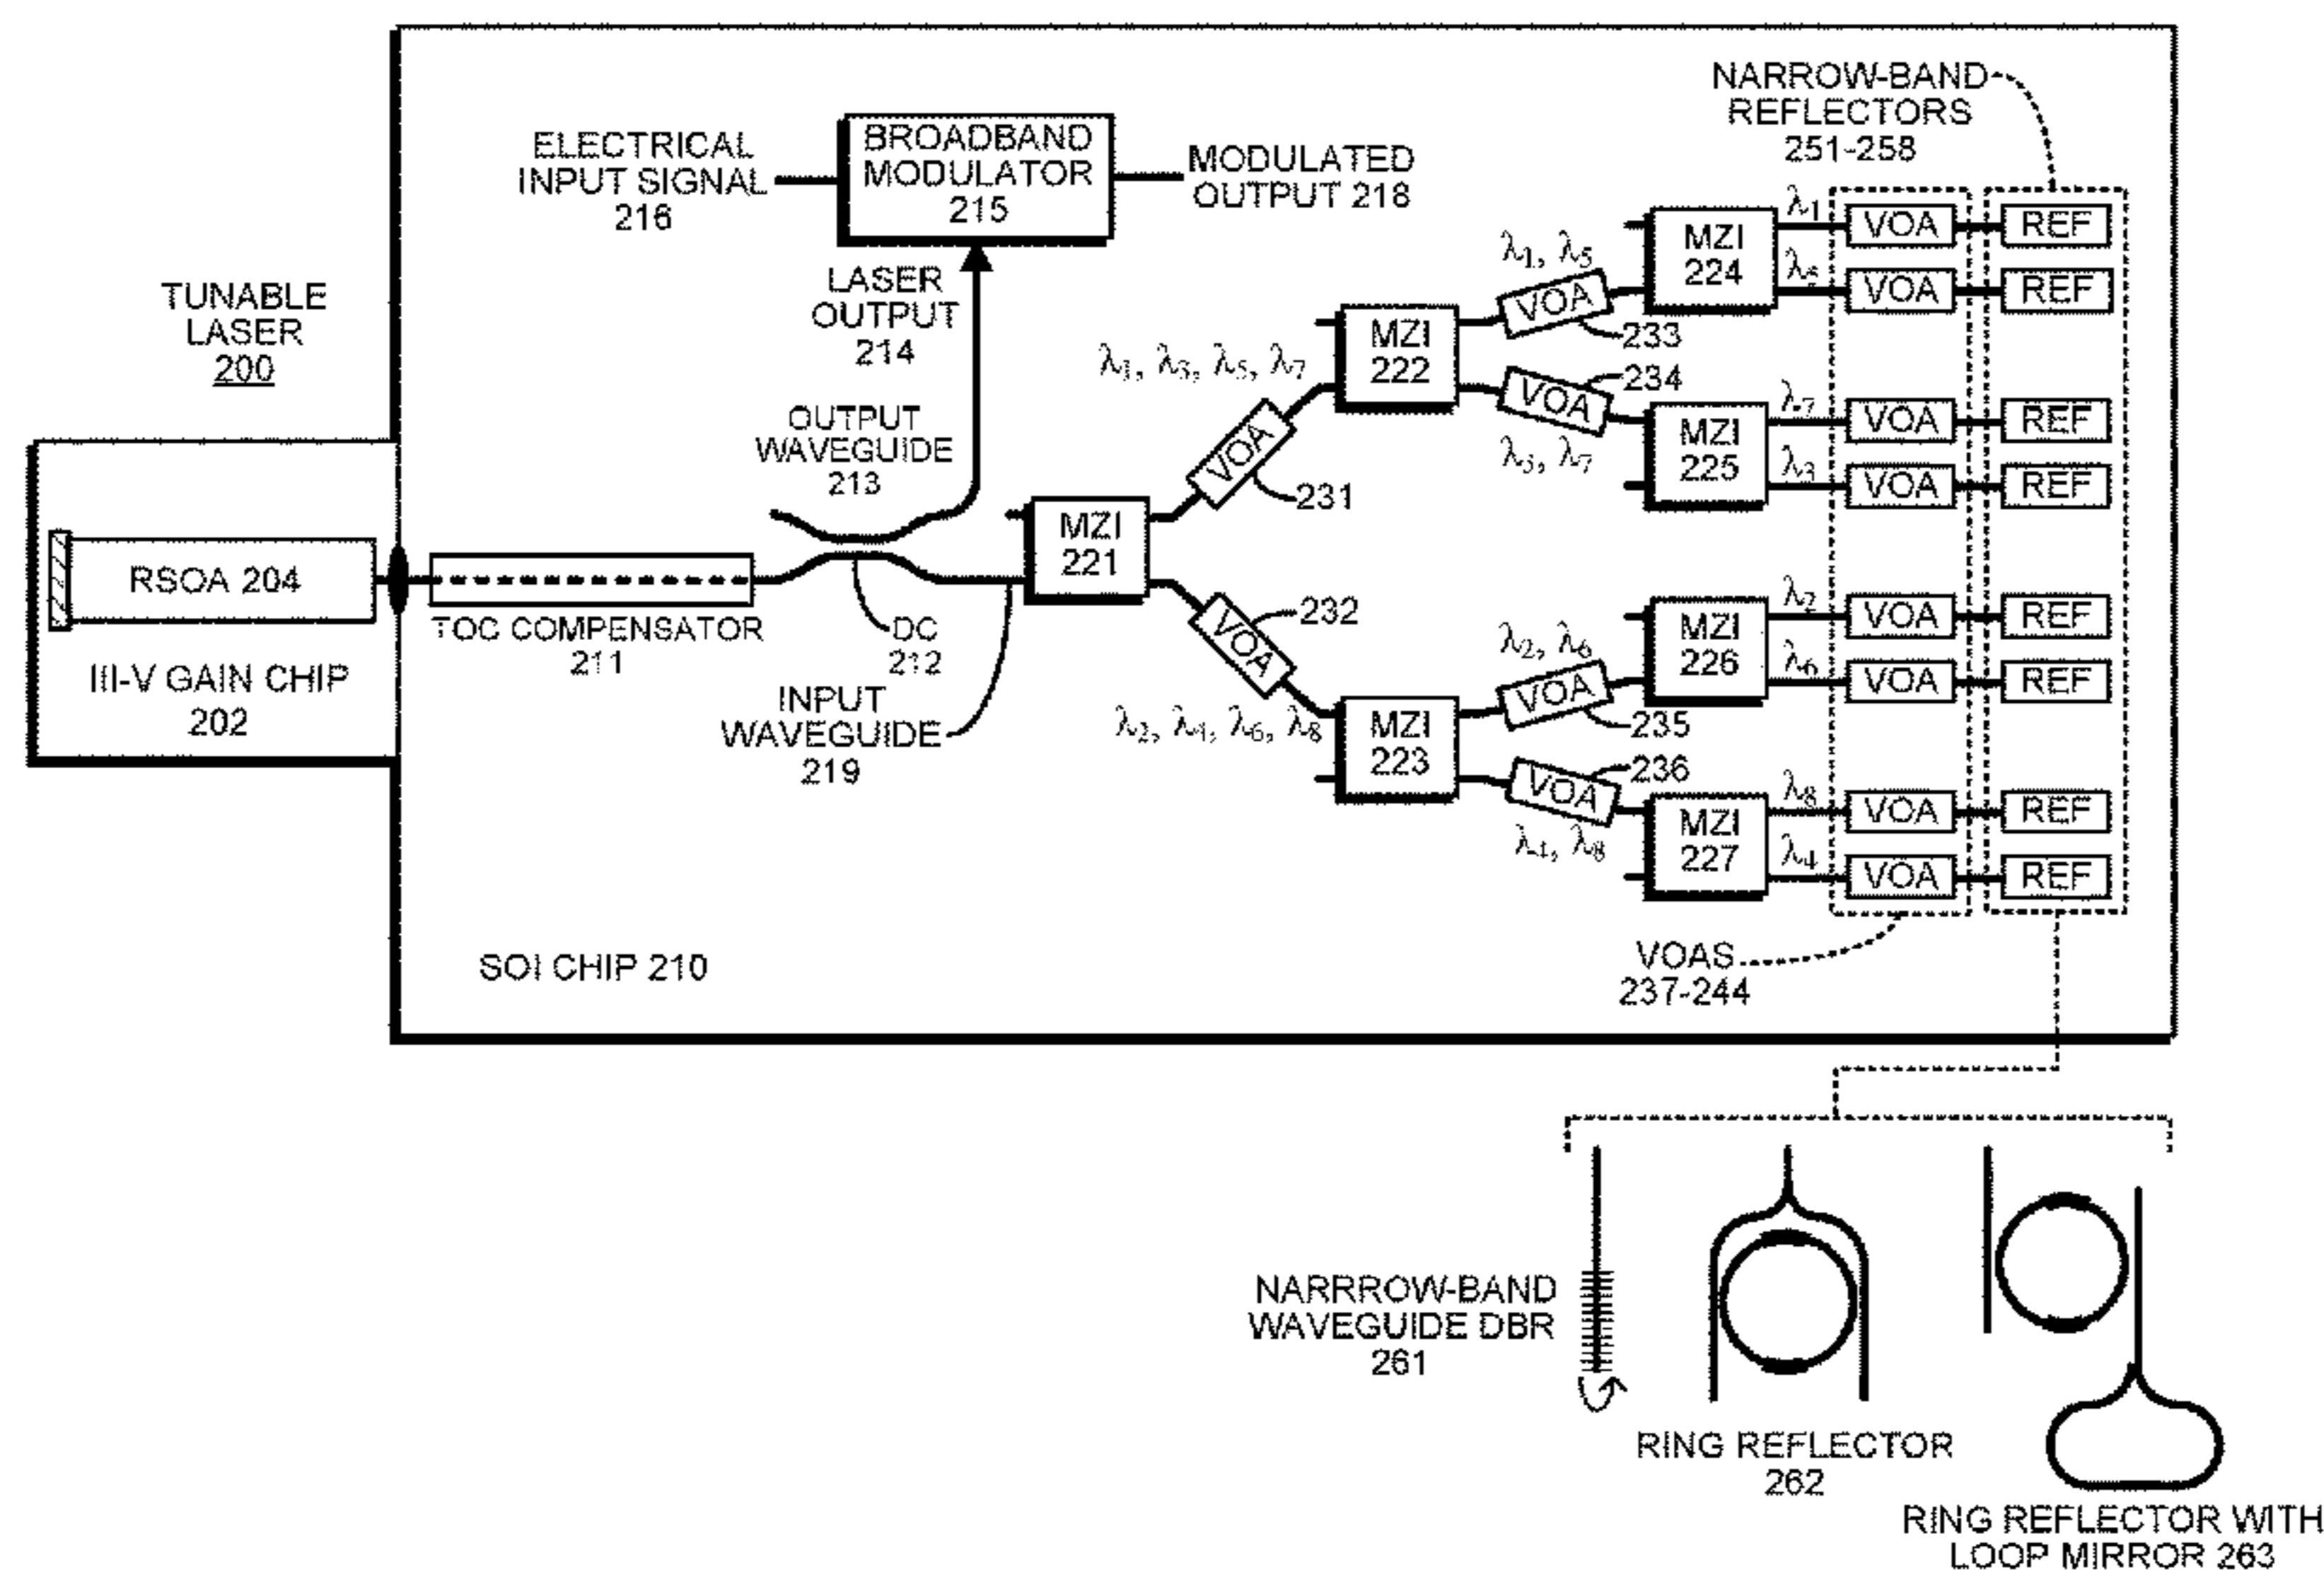 NARROW-BAND
REFLECTORS
251-258
ELECTRICAL
INPUT SIGNAL
216
BROADBAND
MODULATOR
215
MODULATED
OUTPUT 218
LASER
OUTPUT
214
TUNABLE
LASER
200
OUTPUT
WAVEGUIDE
213
RSOA 204
III-V GAIN CHIP
202
TOC COMPENSATOR
211
DC
212
INPUT
WAVEGUIDE
219
MZI
221
VOA
231
VOA
232
λ1, λ3, λ5, λ7
λ2, λ4, λ6, λ8
MZI
222
MZI
223
λ1, λ5
VOA
233
VOA
234
λ3, λ7
λ2, λ6
VOA
235
VOA
236
λ4, λ8
MZI
224
MZI
225
MZI
226
MZI
227
λ1 VOA REF
λ5 VOA REF
λ7 VOA REF
λ3 VOA REF
λ2 VOA REF
λ6 VOA REF
λ8 VOA REF
λ4 VOA REF
VOAS
237-244
SOI CHIP 210
NARRROW-BAND
WAVEGUIDE DBR
261
RING REFLECTOR
262
RING REFLECTOR WITH
LOOP MIRROR 263